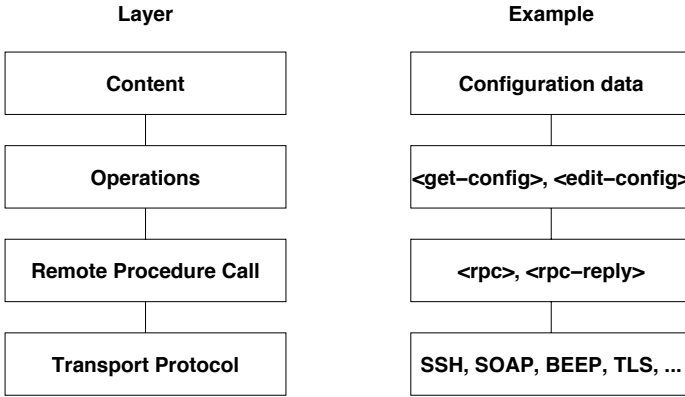 Layer Example
Content Configuration data
Operations <get−config>, <edit−config>
Remote Procedure Call <rpc>, <rpc−reply>
Transport Protocol SSH, SOAP, BEEP, TLS, ...